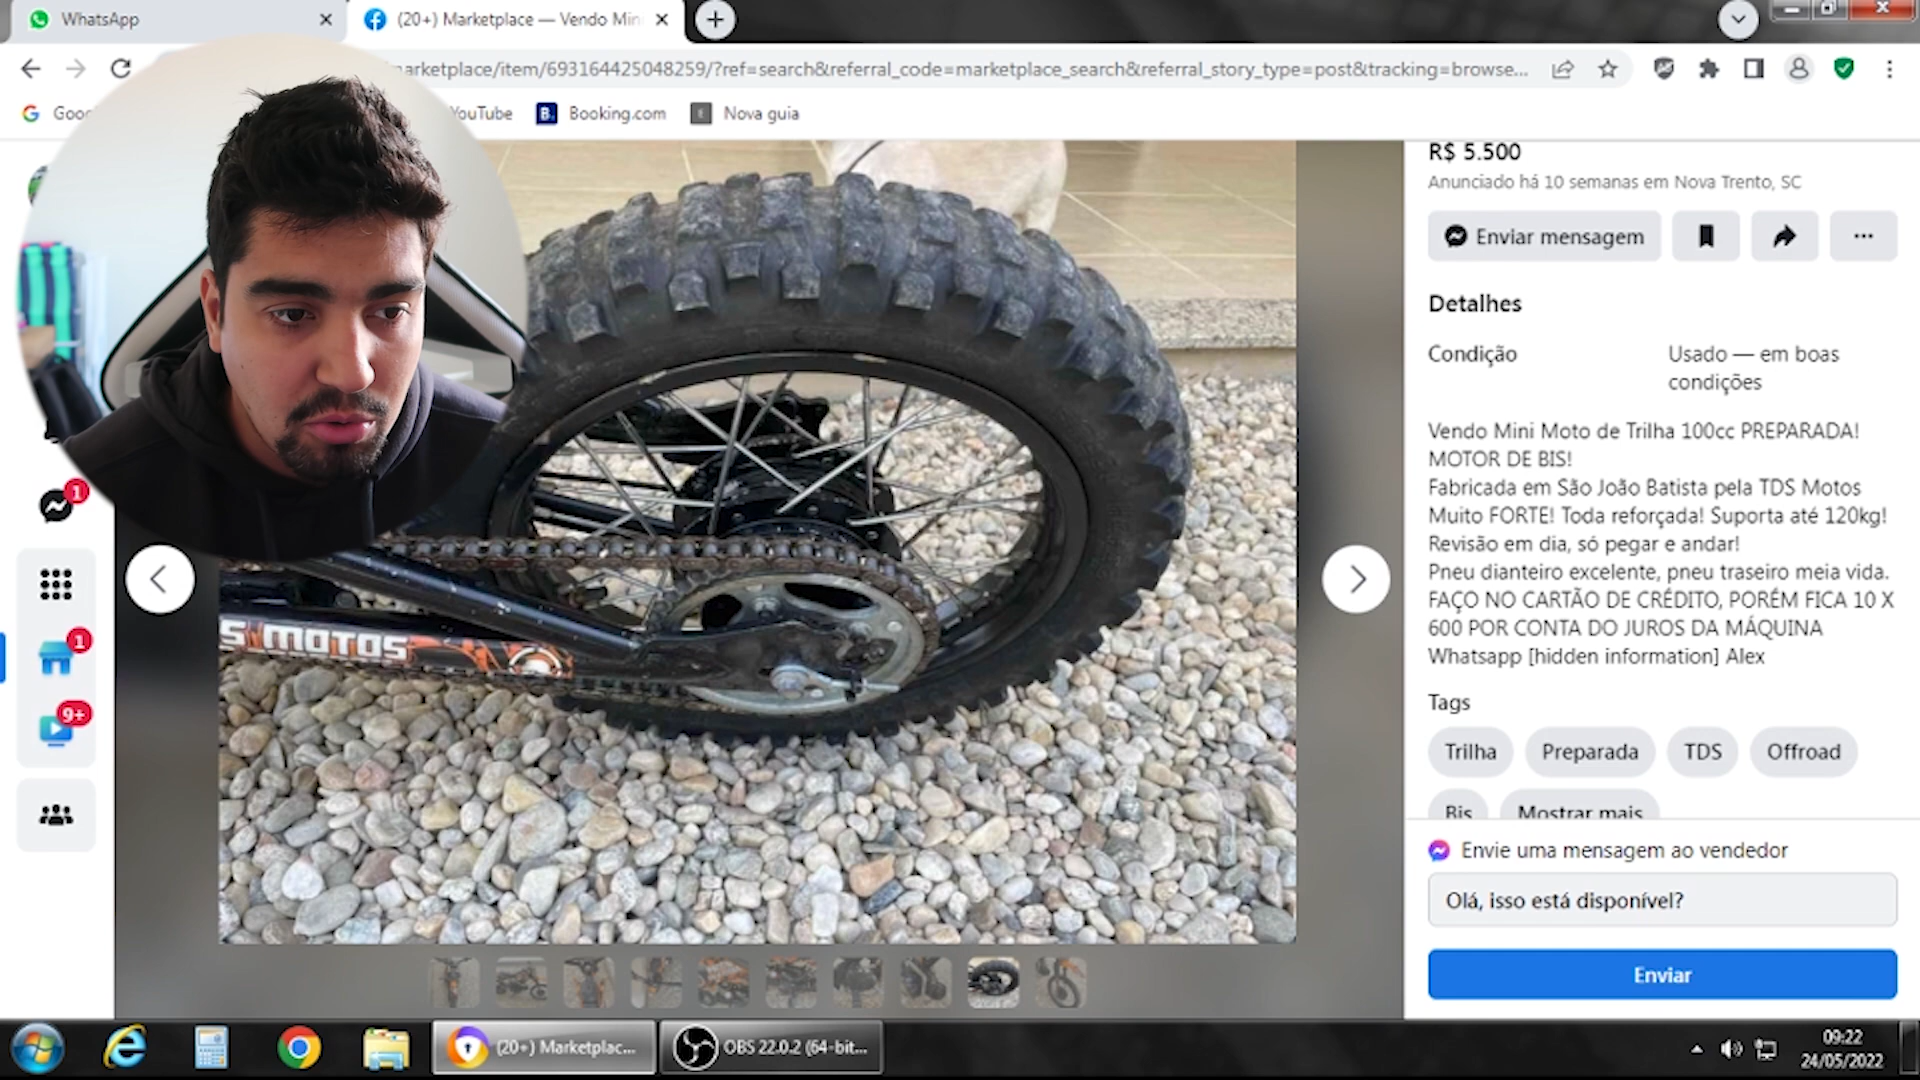 WhatsApp
(20+) Marketplace — Vendo Min
arketplace/item/693164425048259/?ref=search&referral_code=marketplace_search&referral_story_type=post&tracking=browse...
YouTube
B.
Booking.com
Nova guia
R$ 5.500
Anunciado há 10 semanas em Nova Trento, SC
Enviar mensagem
Detalhes
Condição
Usado — em boas
condições
Vendo Mini Moto de Trilha 100cc PREPARADA!
MOTOR DE BIS!
Fabricada em São João Batista pela TDS Motos
Muito FORTE! Toda reforçada! Suporta até 120kg!
Revisão em dia, só pegar e andar!
Pneu dianteiro excelente, pneu traseiro meia vida.
FAÇO NO CARTÃO DE CRÉDITO, PORÉM FICA 10 X
600 POR CONTA DO JUROS DA MÁQUINA
Whatsapp [hidden information] Alex
Tags
Trilha
Preparada
TDS
Offroad
Bis
Mostrar mais
Envie uma mensagem ao vendedor
Olá, isso está disponível?
Enviar
1
1
9+
S MOTOS
(20+) Marketplac...
OBS 22.0.2 (64-bit...
09:22
24/05/2022